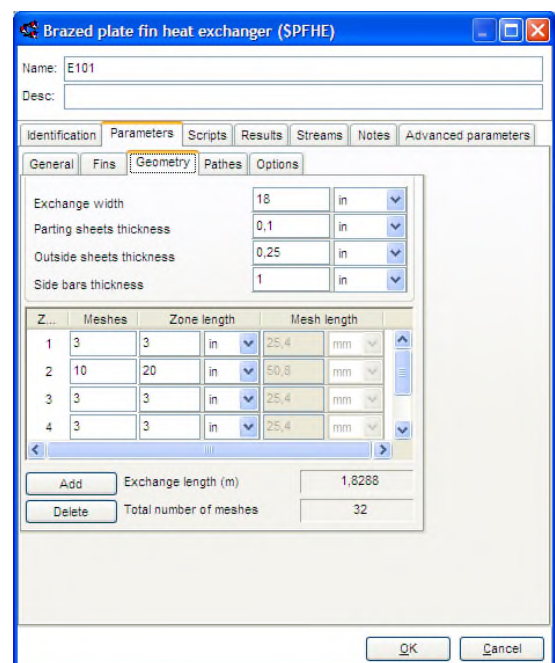 Brazed plate fin heat exchanger ($PFHE)
Name: E101
Desc:
Identification Parameters Scripts Results Streams Notes Advanced parameters
General Fins Geometry Pathes Options
Exchange width 18 in
Parting sheets thickness 0,1 in
Outside sheets thickness 0,25 in
Side bars thickness 1 in
Z... Meshes Zone length Mesh length
1 3 3 in 25,4 mm
2 10 20 in 50,8 mm
3 3 3 in 25,4 mm
4 3 3 in 25,4 mm
Add Exchange length (m) 1,8288
Delete Total number of meshes 32
OK Cancel